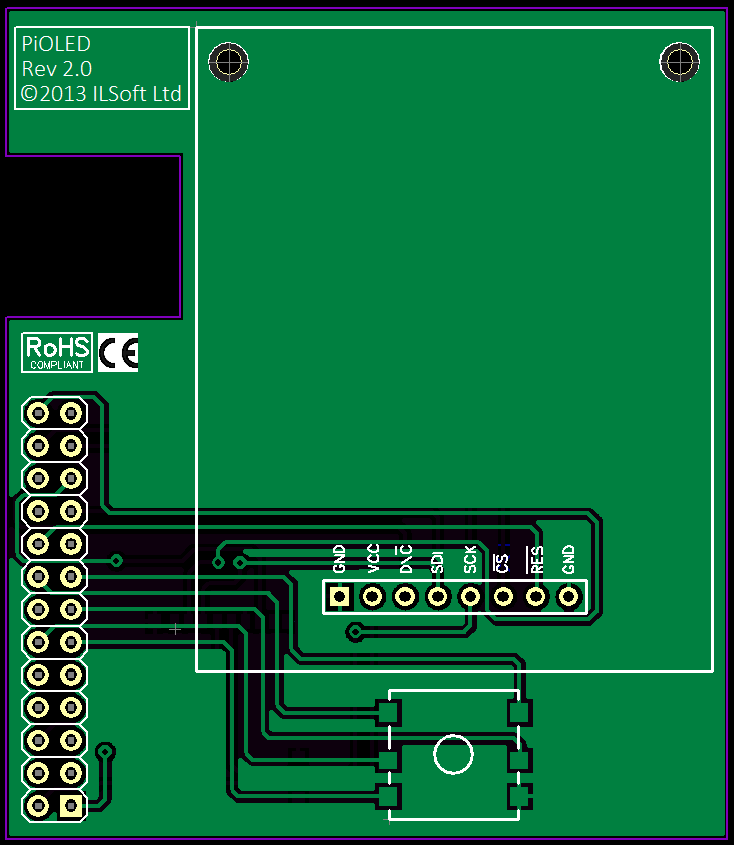 PiOLED
Rev 2.0
©2013 ILSoft Ltd
RoHS
COMPLIANT
CE
GND
VCC
D\C
SDI
SCK
CS
RES
GND